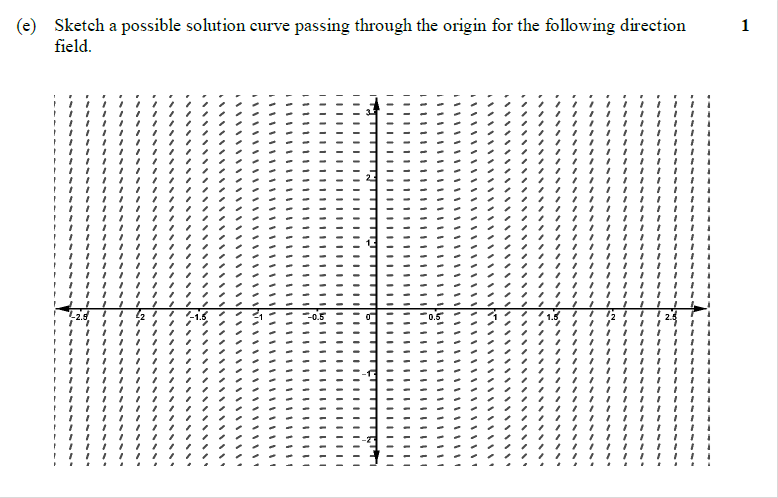 (e) Sketch a possible solution curve passing through the origin for the following direction 1
field.
3
2
1
-2.5 -2 -1.5 -1 -0.5 0 0.5 1 1.5 2 2.5
-1
-2